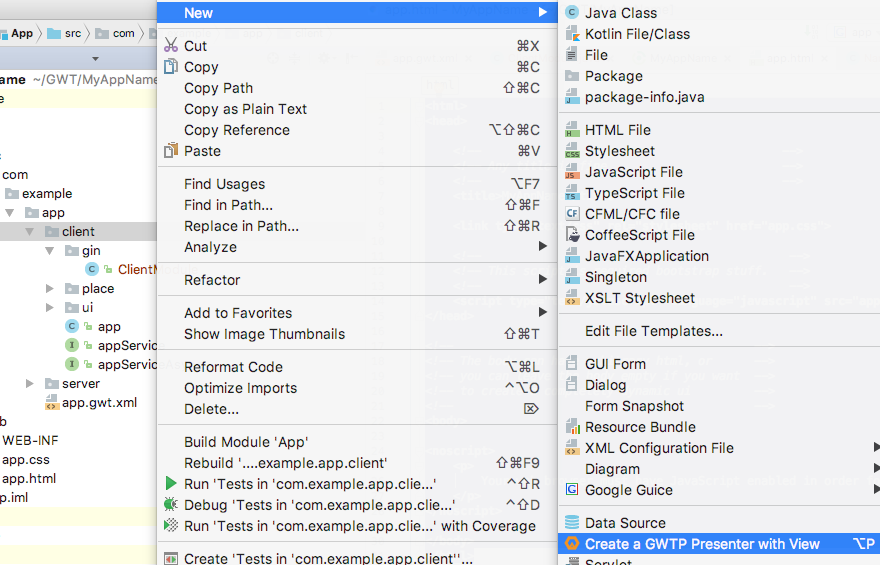 App
src
com
ame ~/GWT/MyAppName
e
com
example
app
client
gin
place
ui
app
appServic
appServic
server
app.gwt.xml
b
WEB-INF
app.css
app.html
p.iml
New
Cut ⌘X
Copy ⌘C
Copy Path ⇧⌘C
Copy as Plain Text
Copy Reference ⌥⇧⌘C
Paste ⌘V
Find Usages ⌥F7
Find in Path... ⇧⌘F
Replace in Path... ⇧⌘R
Analyze
Refactor
Add to Favorites
Show Image Thumbnails ⇧⌘T
Reformat Code ⌥⌘L
Optimize Imports ^⌥O
Delete... ⌦
Build Module 'App'
Rebuild '....example.app.client' ⇧⌘F9
Run 'Tests in 'com.example.app.clie...' ^⇧R
Debug 'Tests in 'com.example.app.clie...' ^⇧D
Run 'Tests in 'com.example.app.clie...' with Coverage
Create 'Tests in 'com.example.app.client''...
Java Class
Kotlin File/Class
File
Package
package-info.java
HTML File
Stylesheet
JavaScript File
TypeScript File
CFML/CFC file
CoffeeScript File
JavaFXApplication
Singleton
XSLT Stylesheet
Edit File Templates...
GUI Form
Dialog
Form Snapshot
Resource Bundle
XML Configuration File
Diagram
Google Guice
Data Source
Create a GWTP Presenter with View ⌥P
Servlet